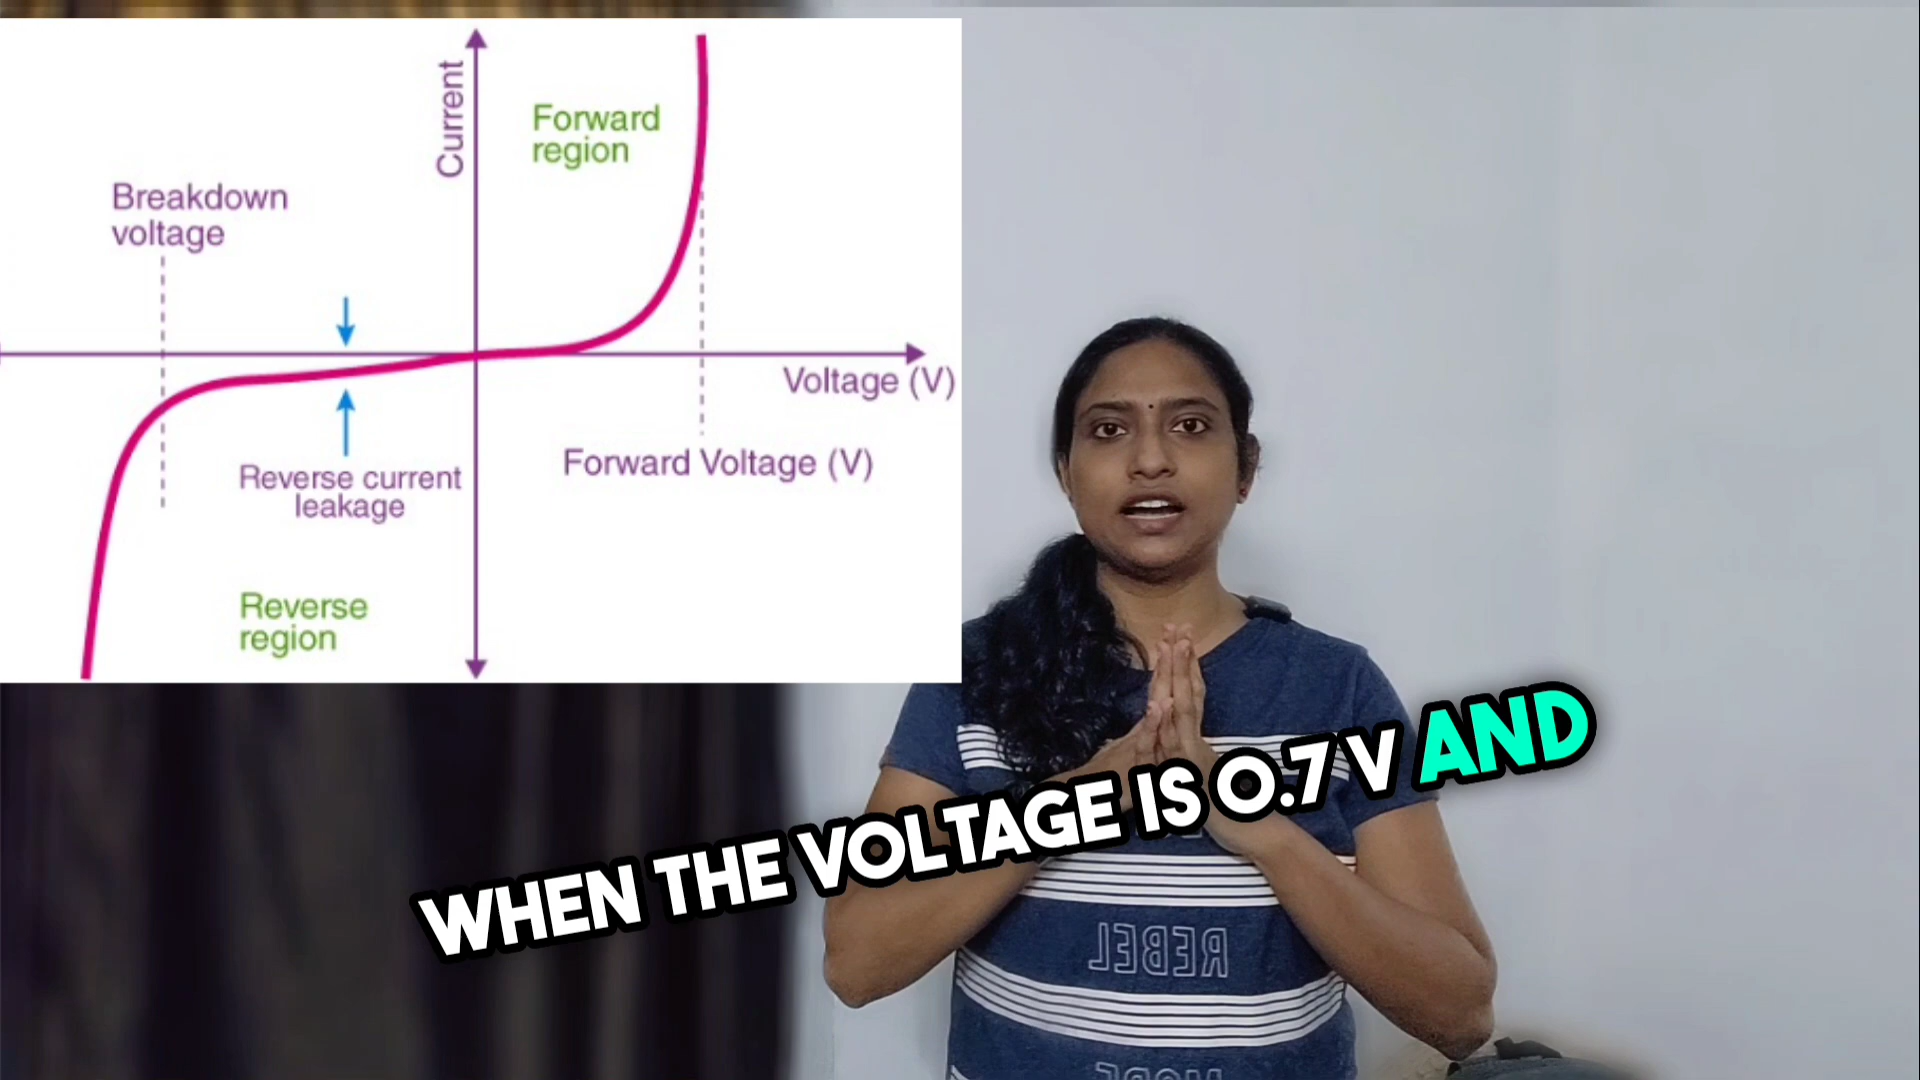 Current
Forward
region
Breakdown
voltage
Voltage (V)
Forward Voltage (V)
Reverse current
leakage
Reverse
region
WHEN THE VOLTAGE IS 0.7 V AND
REBEL